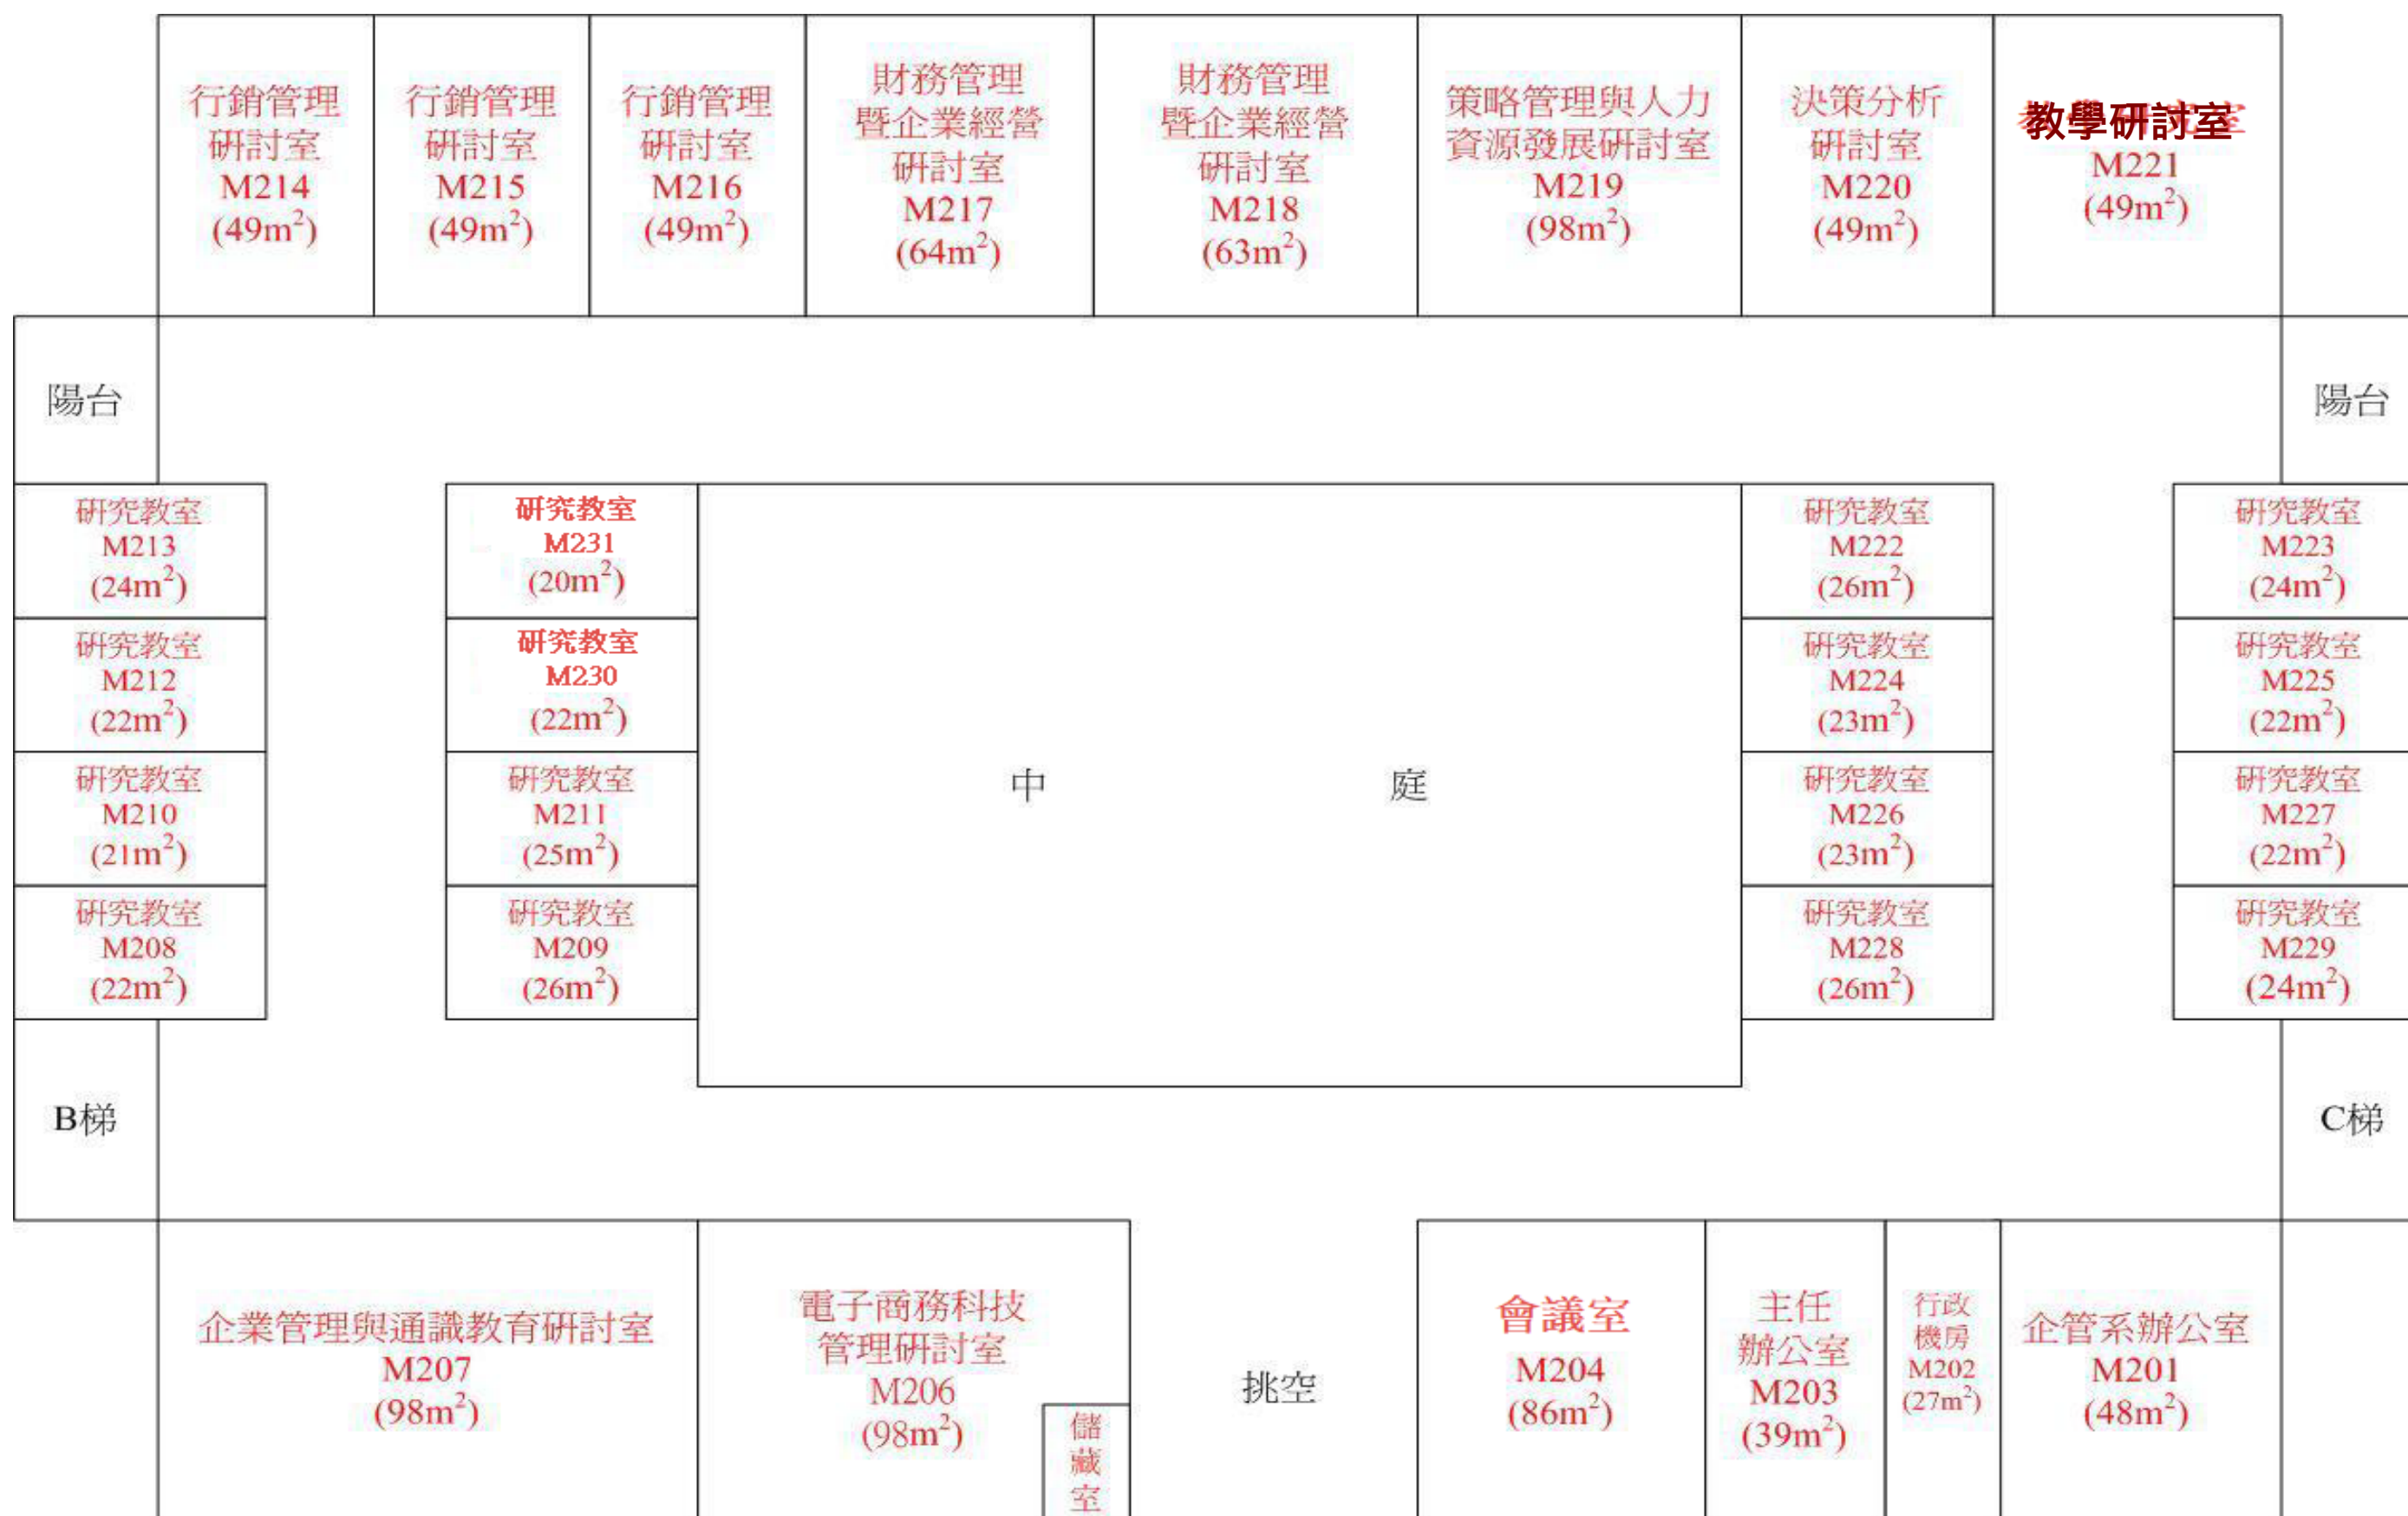 行銷管理
研討室
M214
(49m²)
行銷管理
研討室
M215
(49m²)
行銷管理
研討室
M216
(49m²)
財務管理
暨企業經營
研討室
M217
(64m²)
財務管理
暨企業經營
研討室
M218
(63m²)
策略管理與人力
資源發展研討室
M219
(98m²)
決策分析
研討室
M220
(49m²)
教學研討室
M221
(49m²)
陽台
陽台
研究教室
M213
(24m²)
研究教室
M231
(20m²)
研究教室
M222
(26m²)
研究教室
M223
(24m²)
研究教室
M212
(22m²)
研究教室
M230
(22m²)
研究教室
M224
(23m²)
研究教室
M225
(22m²)
研究教室
M210
(21m²)
研究教室
M211
(25m²)
中庭
研究教室
M226
(23m²)
研究教室
M227
(22m²)
研究教室
M208
(22m²)
研究教室
M209
(26m²)
研究教室
M228
(26m²)
研究教室
M229
(24m²)
B梯
C梯
企業管理與通識教育研討室
M207
(98m²)
電子商務科技
管理研討室
M206
(98m²)
儲
藏
室
挑空
會議室
M204
(86m²)
主任
辦公室
M203
(39m²)
行政
機房
M202
(27m²)
企管系辦公室
M201
(48m²)